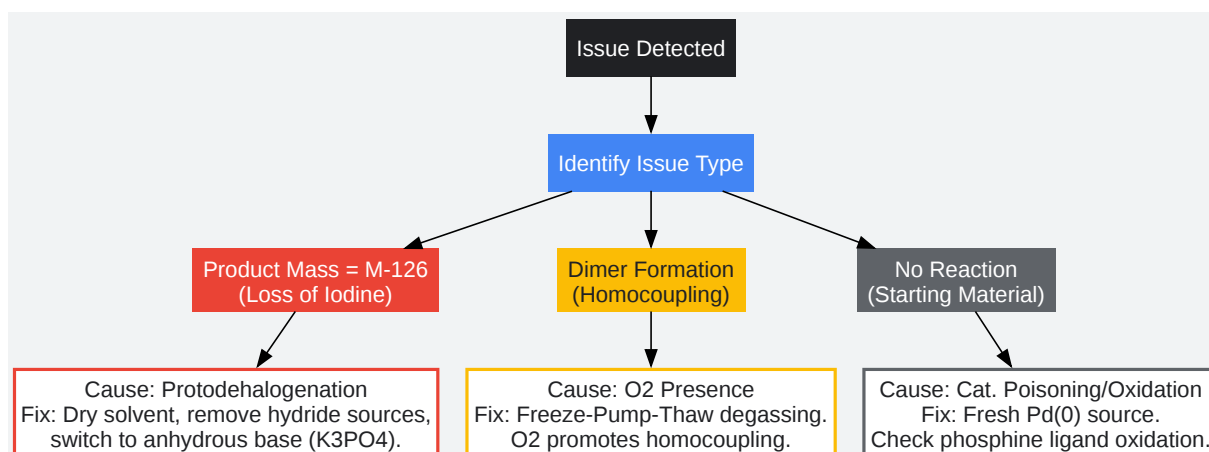 Issue Detected
Identify Issue Type
Product Mass = M-126
(Loss of Iodine)
Dimer Formation
(Homocoupling)
No Reaction
(Starting Material)
Cause: Protodehalogenation
Fix: Dry solvent, remove hydride sources,
switch to anhydrous base (K3PO4).
Cause: O2 Presence
Fix: Freeze-Pump-Thaw degassing.
O2 promotes homocoupling.
Cause: Cat. Poisoning/Oxidation
Fix: Fresh Pd(0) source.
Check phosphine ligand oxidation.